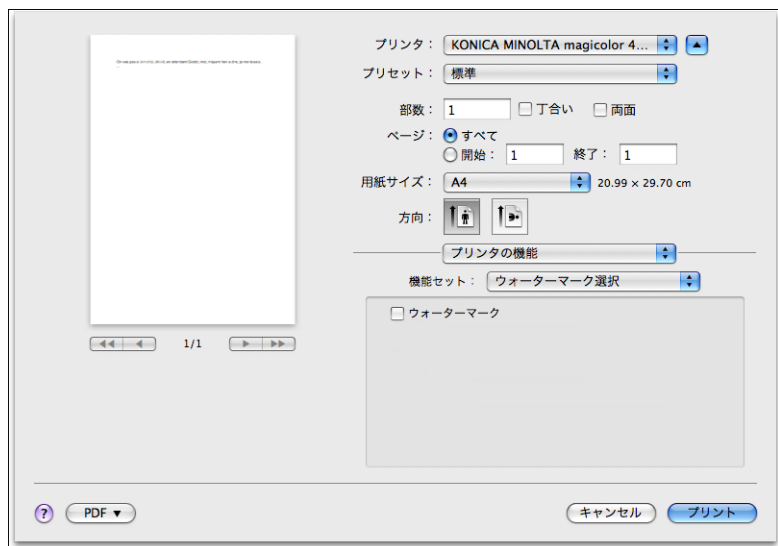 プリンタ： KONICA MINOLTA magicolor 4...
プリセット： 標準
部数： 1 丁合い 両面
ページ： すべて
開始： 1 終了： 1
用紙サイズ： A4 20.99 × 29.70 cm
方向：
プリンタの機能
機能セット： ウォーターマーク選択
ウォーターマーク
1/1
? PDF ▼ キャンセル プリント